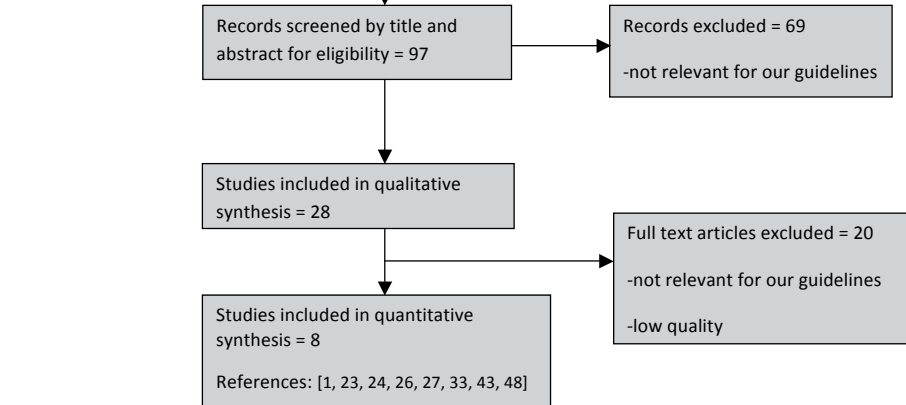 Records screened by title and
abstract for eligibility = 97
Records excluded = 69
-not relevant for our guidelines
Studies included in qualitative
synthesis = 28
Full text articles excluded = 20
-not relevant for our guidelines
-low quality
Studies included in quantitative
synthesis = 8
References: [1, 23, 24, 26, 27, 33, 43, 48]